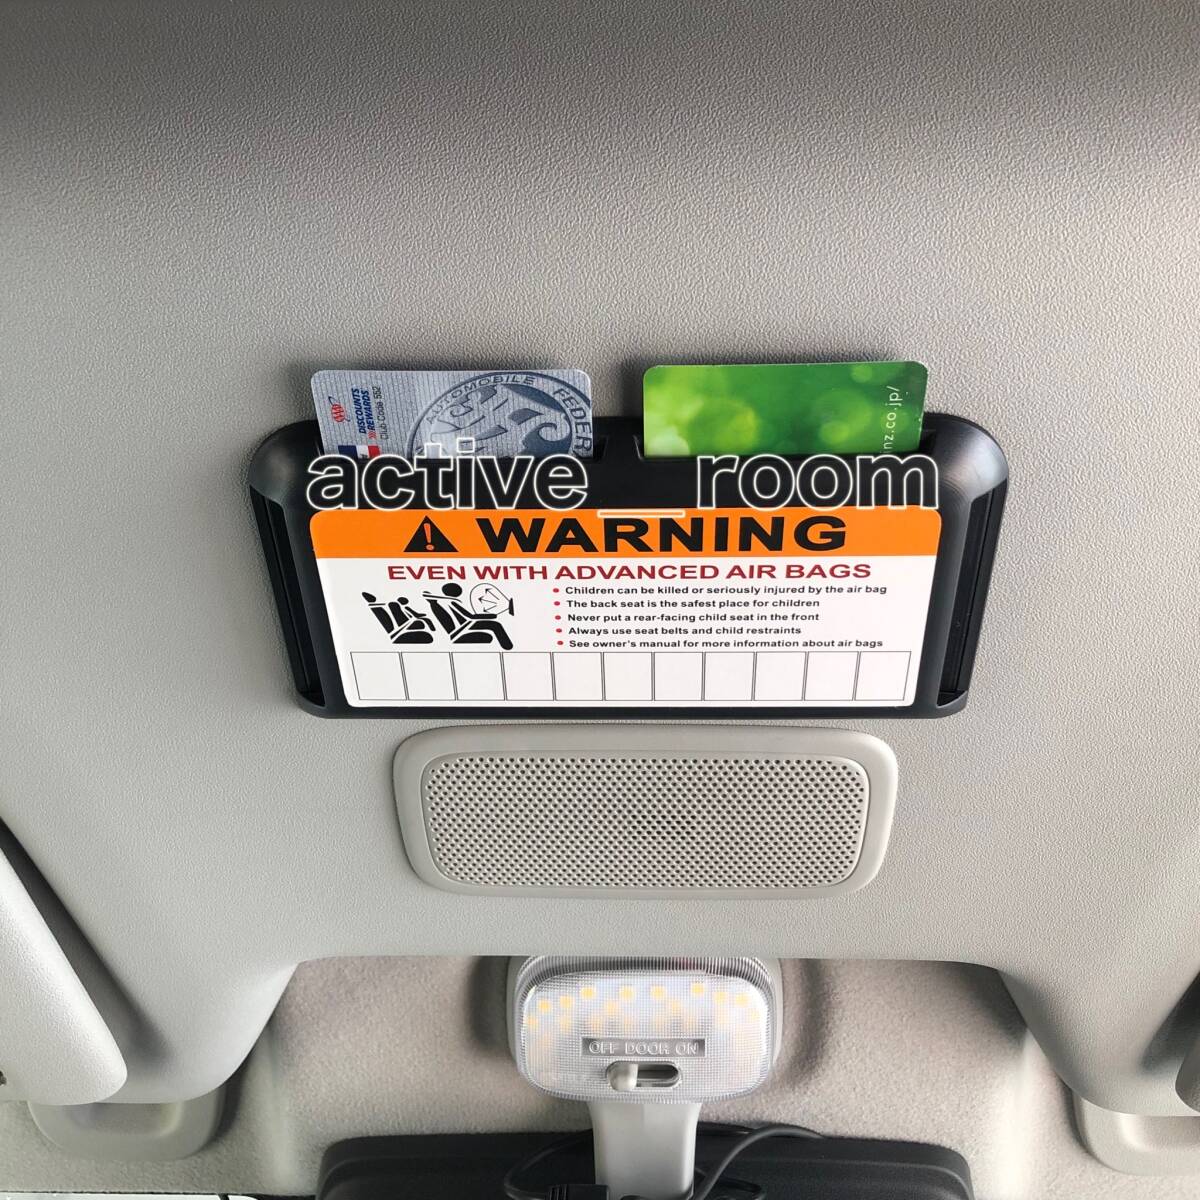 AAA
DISCOUNTS
& REWARDS
Club Code 552
AUTOMOBILE FEDER
nz.co.jp/
active__room
WARNING
EVEN WITH ADVANCED AIR BAGS
• Children can be killed or seriously injured by the air bag
• The back seat is the safest place for children
• Never put a rear-facing child seat in the front
• Always use seat belts and child restraints
• See owner's manual for more information about air bags
OFF DOOR ON